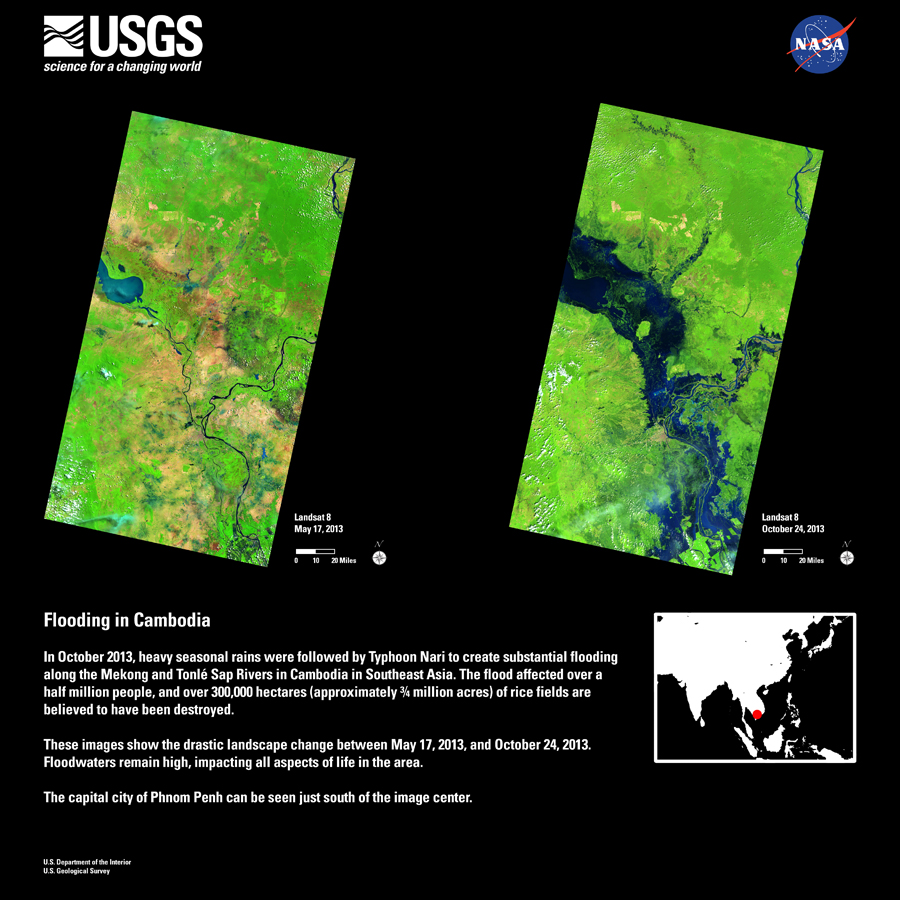 USGS
science for a changing world
NASA
Landsat 8
May 17, 2013
N
0 10 20 Miles
Landsat 8
October 24, 2013
N
0 10 20 Miles
Flooding in Cambodia
In October 2013, heavy seasonal rains were followed by Typhoon Nari to create substantial flooding
along the Mekong and Tonlé Sap Rivers in Cambodia in Southeast Asia. The flood affected over a
half million people, and over 300,000 hectares (approximately ¾ million acres) of rice fields are
believed to have been destroyed.
These images show the drastic landscape change between May 17, 2013, and October 24, 2013.
Floodwaters remain high, impacting all aspects of life in the area.
The capital city of Phnom Penh can be seen just south of the image center.
U.S. Department of the Interior
U.S. Geological Survey